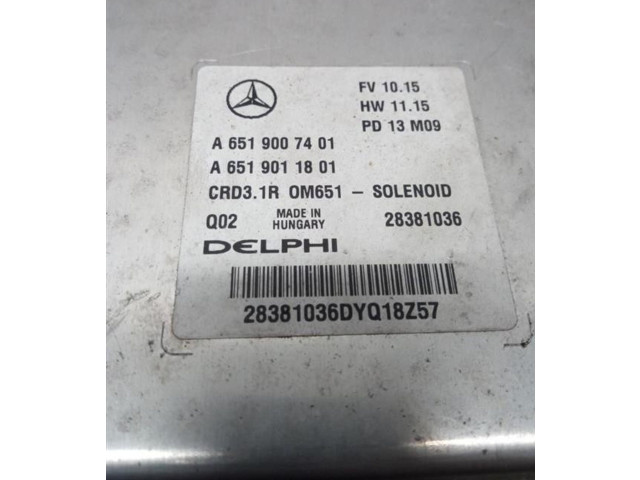 FV 10.15
HW 11.15
PD 13 M09
A 651 900 74 01
A 651 901 18 01
CRD3.1R OM651 - SOLENOID
Q02 MADE IN HUNGARY 28381036
DELPHI
28381036DYQ18Z57